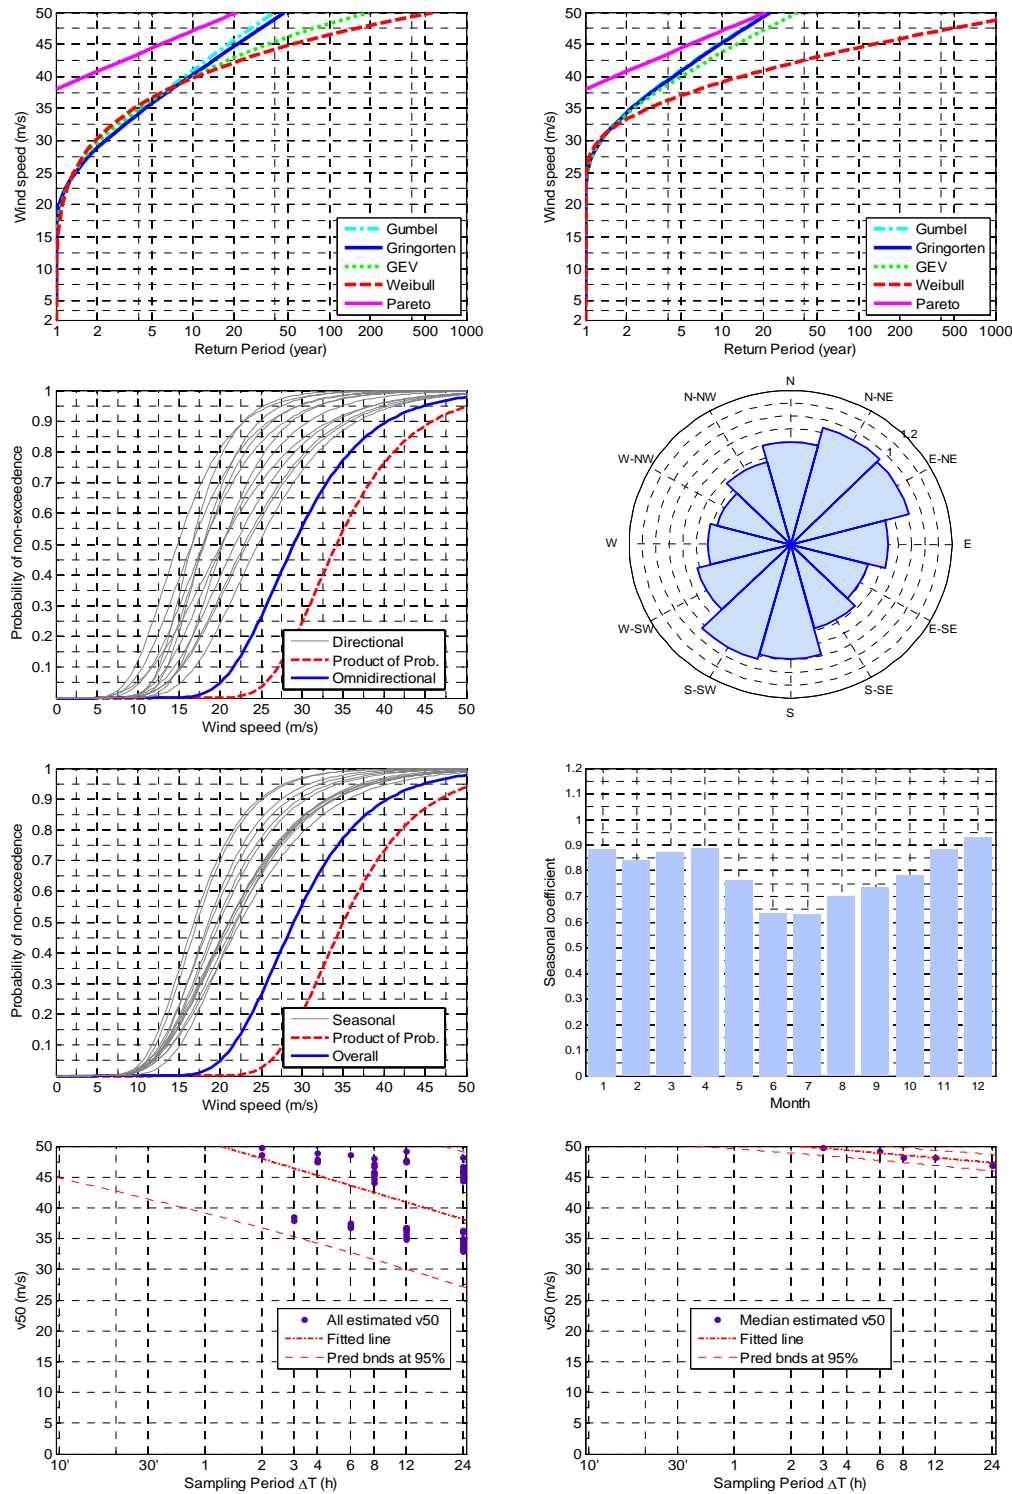 50
45
40
35
30
25
20
15
10
5
2
Wind speed (m/s)
1 2 5 10 20 50 100 200 500 1000
Return Period (year)
Gumbel
Gringorten
GEV
Weibull
Pareto
50
45
40
35
30
25
20
15
10
5
2
Wind speed (m/s)
1 2 5 10 20 50 100 200 500 1000
Return Period (year)
Gumbel
Gringorten
GEV
Weibull
Pareto
1
0.9
0.8
0.7
0.6
0.5
0.4
0.3
0.2
0.1
Probability of non-exceedence
0 5 10 15 20 25 30 35 40 45 50
Wind speed (m/s)
Directional
Product of Prob.
Omnidirectional
N
N-NE
E-NE
E
E-SE
S-SE
S
S-SW
W-SW
W
W-NW
N-NW
1.2
1
1
0.9
0.8
0.7
0.6
0.5
0.4
0.3
0.2
0.1
Probability of non-exceedence
0 5 10 15 20 25 30 35 40 45 50
Wind speed (m/s)
Seasonal
Product of Prob.
Overall
1.2
1.1
1
0.9
0.8
0.7
0.6
0.5
0.4
0.3
0.2
0.1
0
Seasonal coefficient
1 2 3 4 5 6 7 8 9 10 11 12
Month
50
45
40
35
30
25
20
15
10
5
0
v50 (m/s)
10' 30' 1 2 3 4 6 8 12 24
Sampling Period ΔT (h)
All estimated v50
Fitted line
Pred bnds at 95%
50
45
40
35
30
25
20
15
10
5
0
v50 (m/s)
10' 30' 1 2 3 4 6 8 12 24
Sampling Period ΔT (h)
Median estimated v50
Fitted line
Pred bnds at 95%